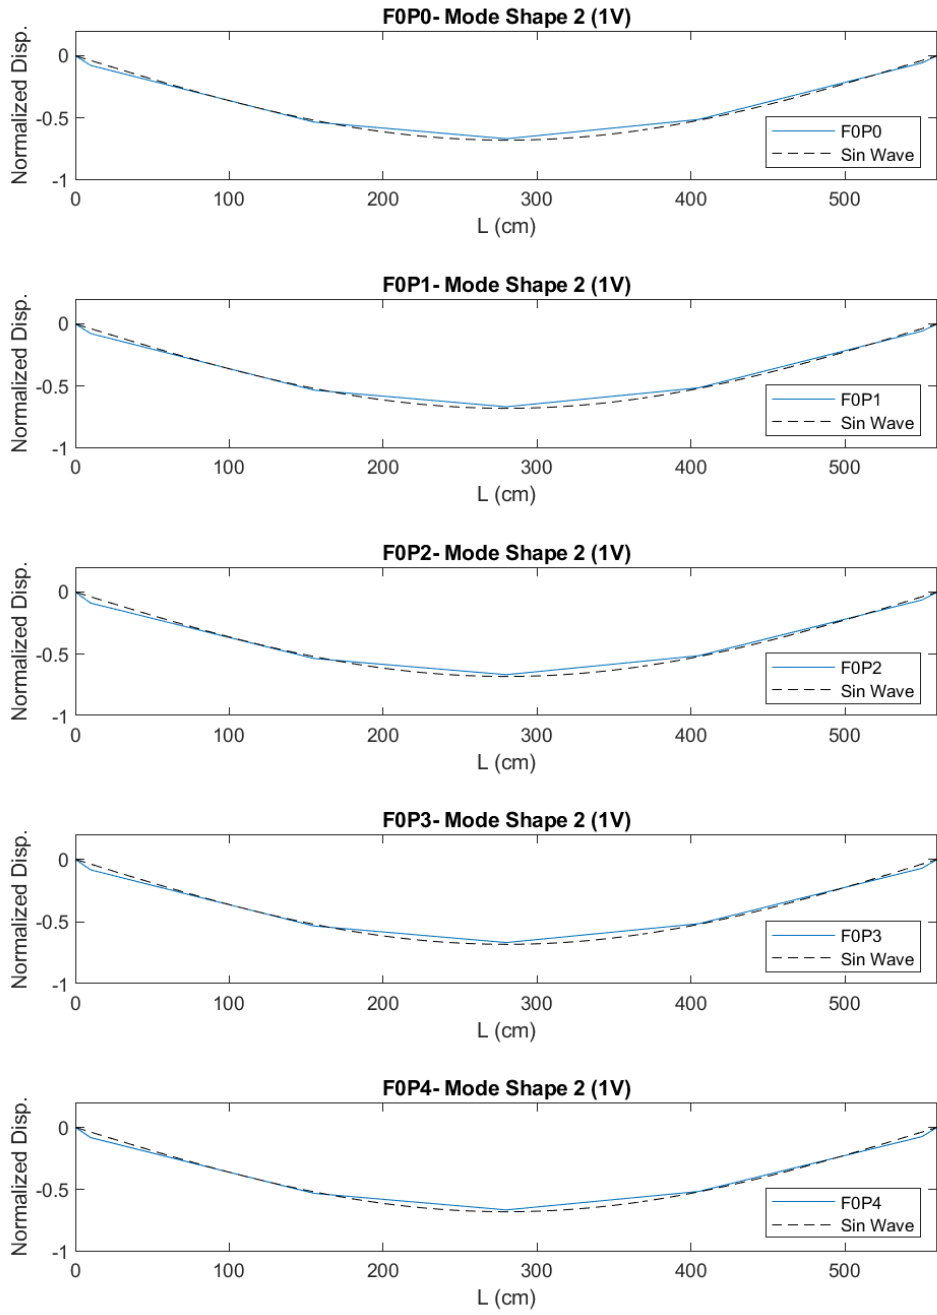 F0P0- Mode Shape 2 (1V)
Normalized Disp.
0
-0.5
-1
F0P0
Sin Wave
0 100 200 300 400 500
L (cm)
F0P1- Mode Shape 2 (1V)
Normalized Disp.
0
-0.5
-1
F0P1
Sin Wave
0 100 200 300 400 500
L (cm)
F0P2- Mode Shape 2 (1V)
Normalized Disp.
0
-0.5
-1
F0P2
Sin Wave
0 100 200 300 400 500
L (cm)
F0P3- Mode Shape 2 (1V)
Normalized Disp.
0
-0.5
-1
F0P3
Sin Wave
0 100 200 300 400 500
L (cm)
F0P4- Mode Shape 2 (1V)
Normalized Disp.
0
-0.5
-1
F0P4
Sin Wave
0 100 200 300 400 500
L (cm)